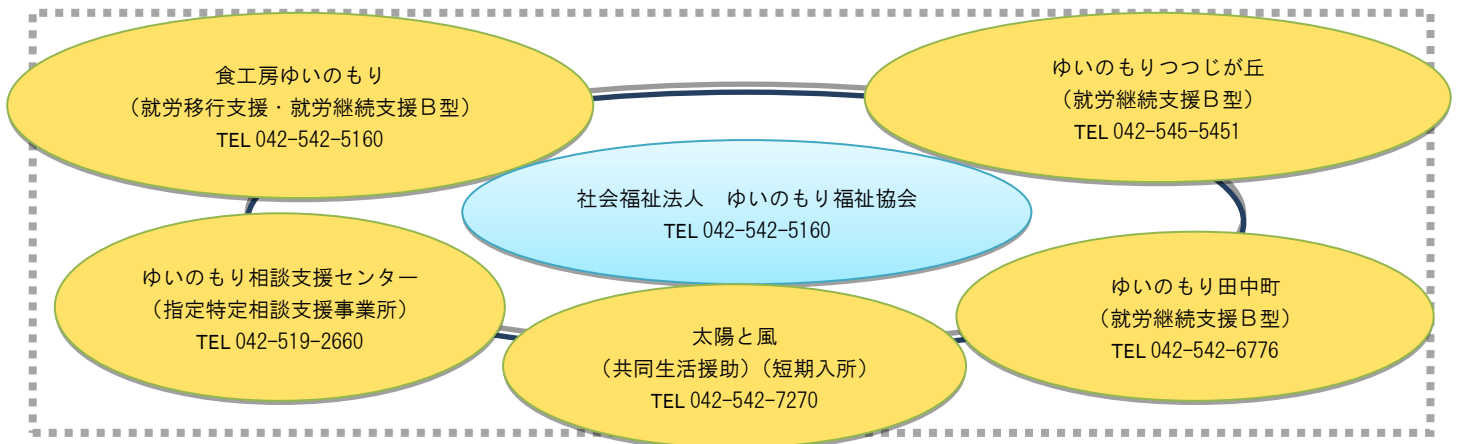 食工房ゆいのもり
（就労移行支援・就労継続支援Ｂ型）
TEL 042-542-5160
ゆいのもりつつじが丘
（就労継続支援Ｂ型）
TEL 042-545-5451
社会福祉法人　ゆいのもり福祉協会
TEL 042-542-5160
ゆいのもり相談支援センター
（指定特定相談支援事業所）
TEL 042-519-2660
太陽と風
（共同生活援助）（短期入所）
TEL 042-542-7270
ゆいのもり田中町
（就労継続支援Ｂ型）
TEL 042-542-6776